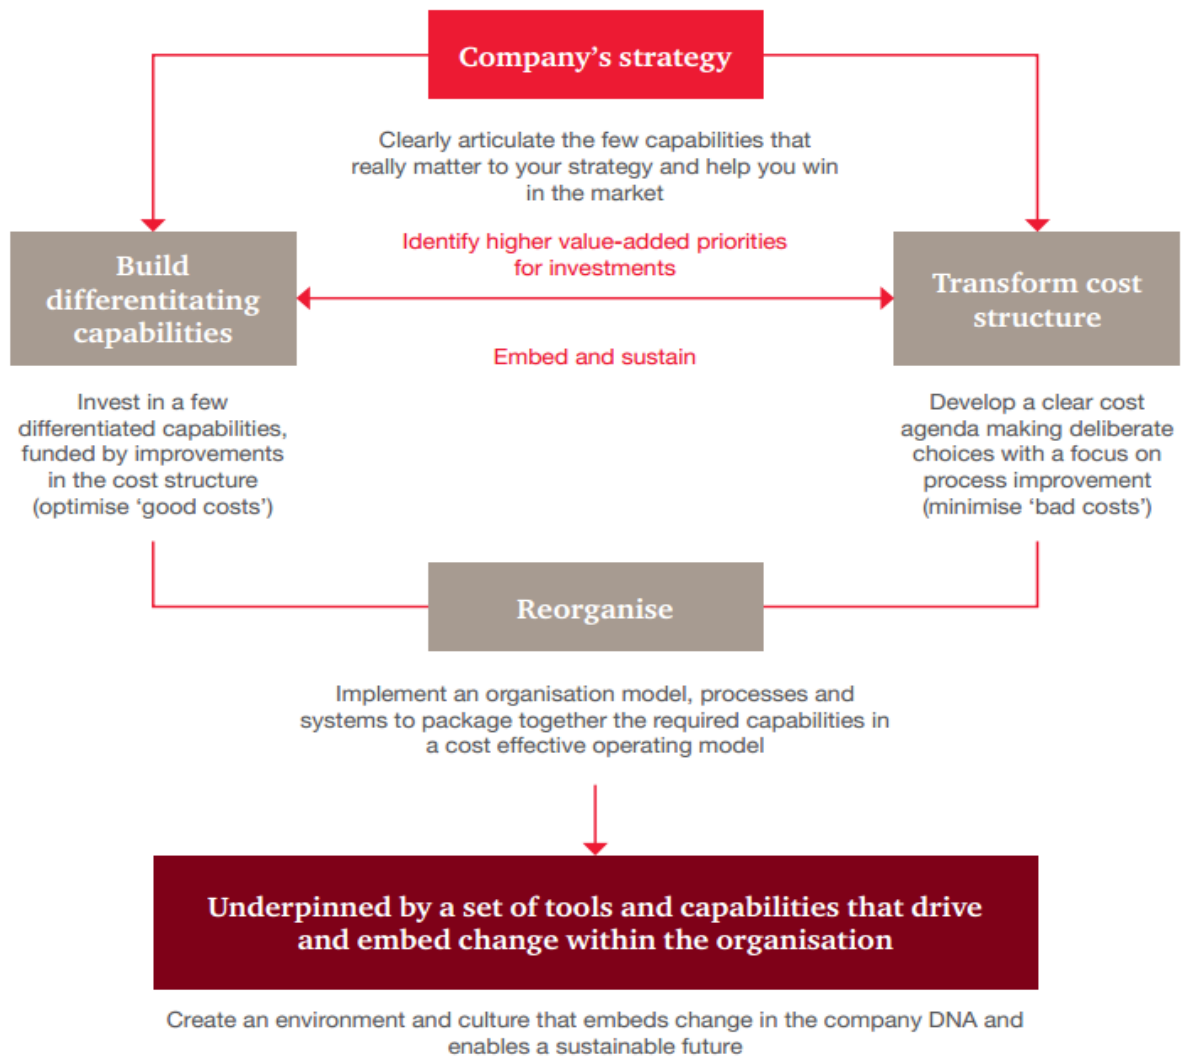 Company’s strategy
Clearly articulate the few capabilities that
really matter to your strategy and help you win
in the market
Identify higher value-added priorities
for investments
Embed and sustain
Build
differentitating
capabilities
Invest in a few
differentiated capabilities,
funded by improvements
in the cost structure
(optimise ‘good costs’)
Transform cost
structure
Develop a clear cost
agenda making deliberate
choices with a focus on
process improvement
(minimise ‘bad costs’)
Reorganise
Implement an organisation model, processes and
systems to package together the required capabilities in
a cost effective operating model
Underpinned by a set of tools and capabilities that drive
and embed change within the organisation
Create an environment and culture that embeds change in the company DNA and
enables a sustainable future